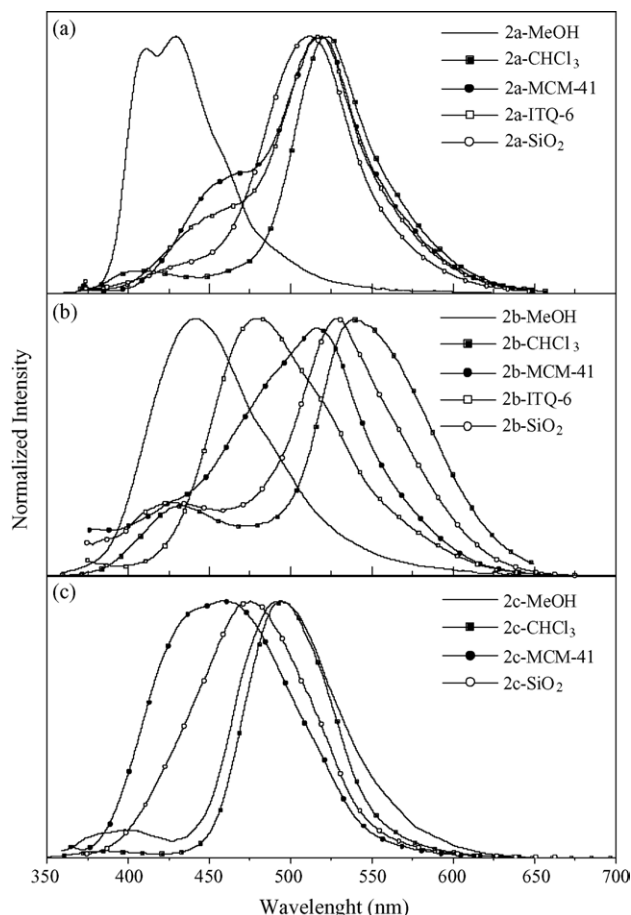 (a)
2a-MeOH
2a-CHCl₃
2a-MCM-41
2a-ITQ-6
2a-SiO₂
(b)
2b-MeOH
2b-CHCl₃
2b-MCM-41
2b-ITQ-6
2b-SiO₂
Normalized Intensity
(c)
2c-MeOH
2c-CHCl₃
2c-MCM-41
2c-SiO₂
350 400 450 500 550 600 650 700
Wavelenght (nm)